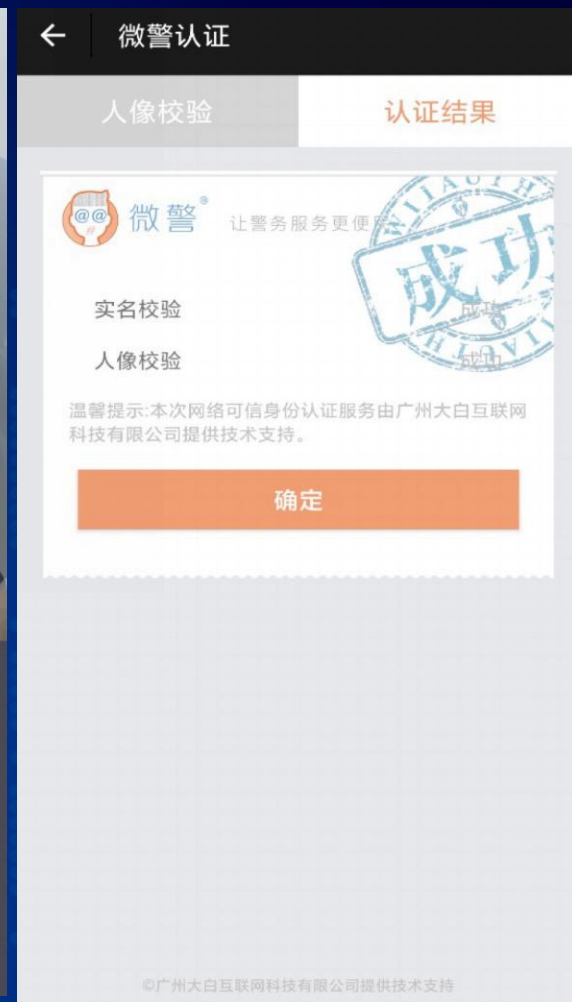 微警认证
人像校验
认证结果
微警®
让警务服务更便
WIJAUTH
成功
实名校验
成功
人像校验
成功
温馨提示:本次网络可信身份认证服务由广州大白互联网
科技有限公司提供技术支持。
确定
©广州大白互联网科技有限公司提供技术支持